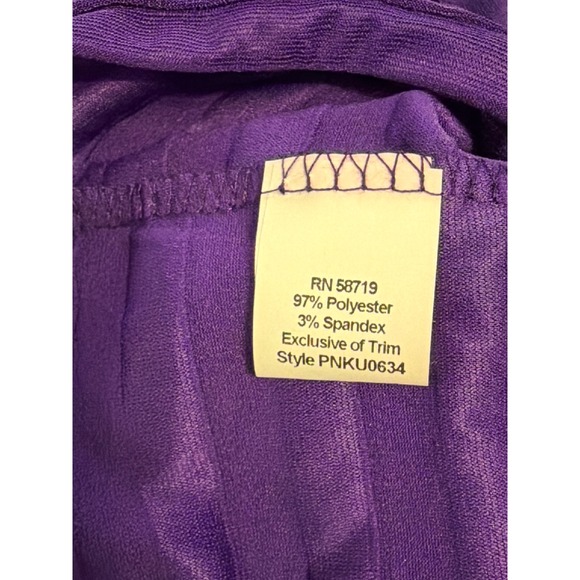 RN 58719
97% Polyester
3% Spandex
Exclusive of Trim
Style PNKU0634